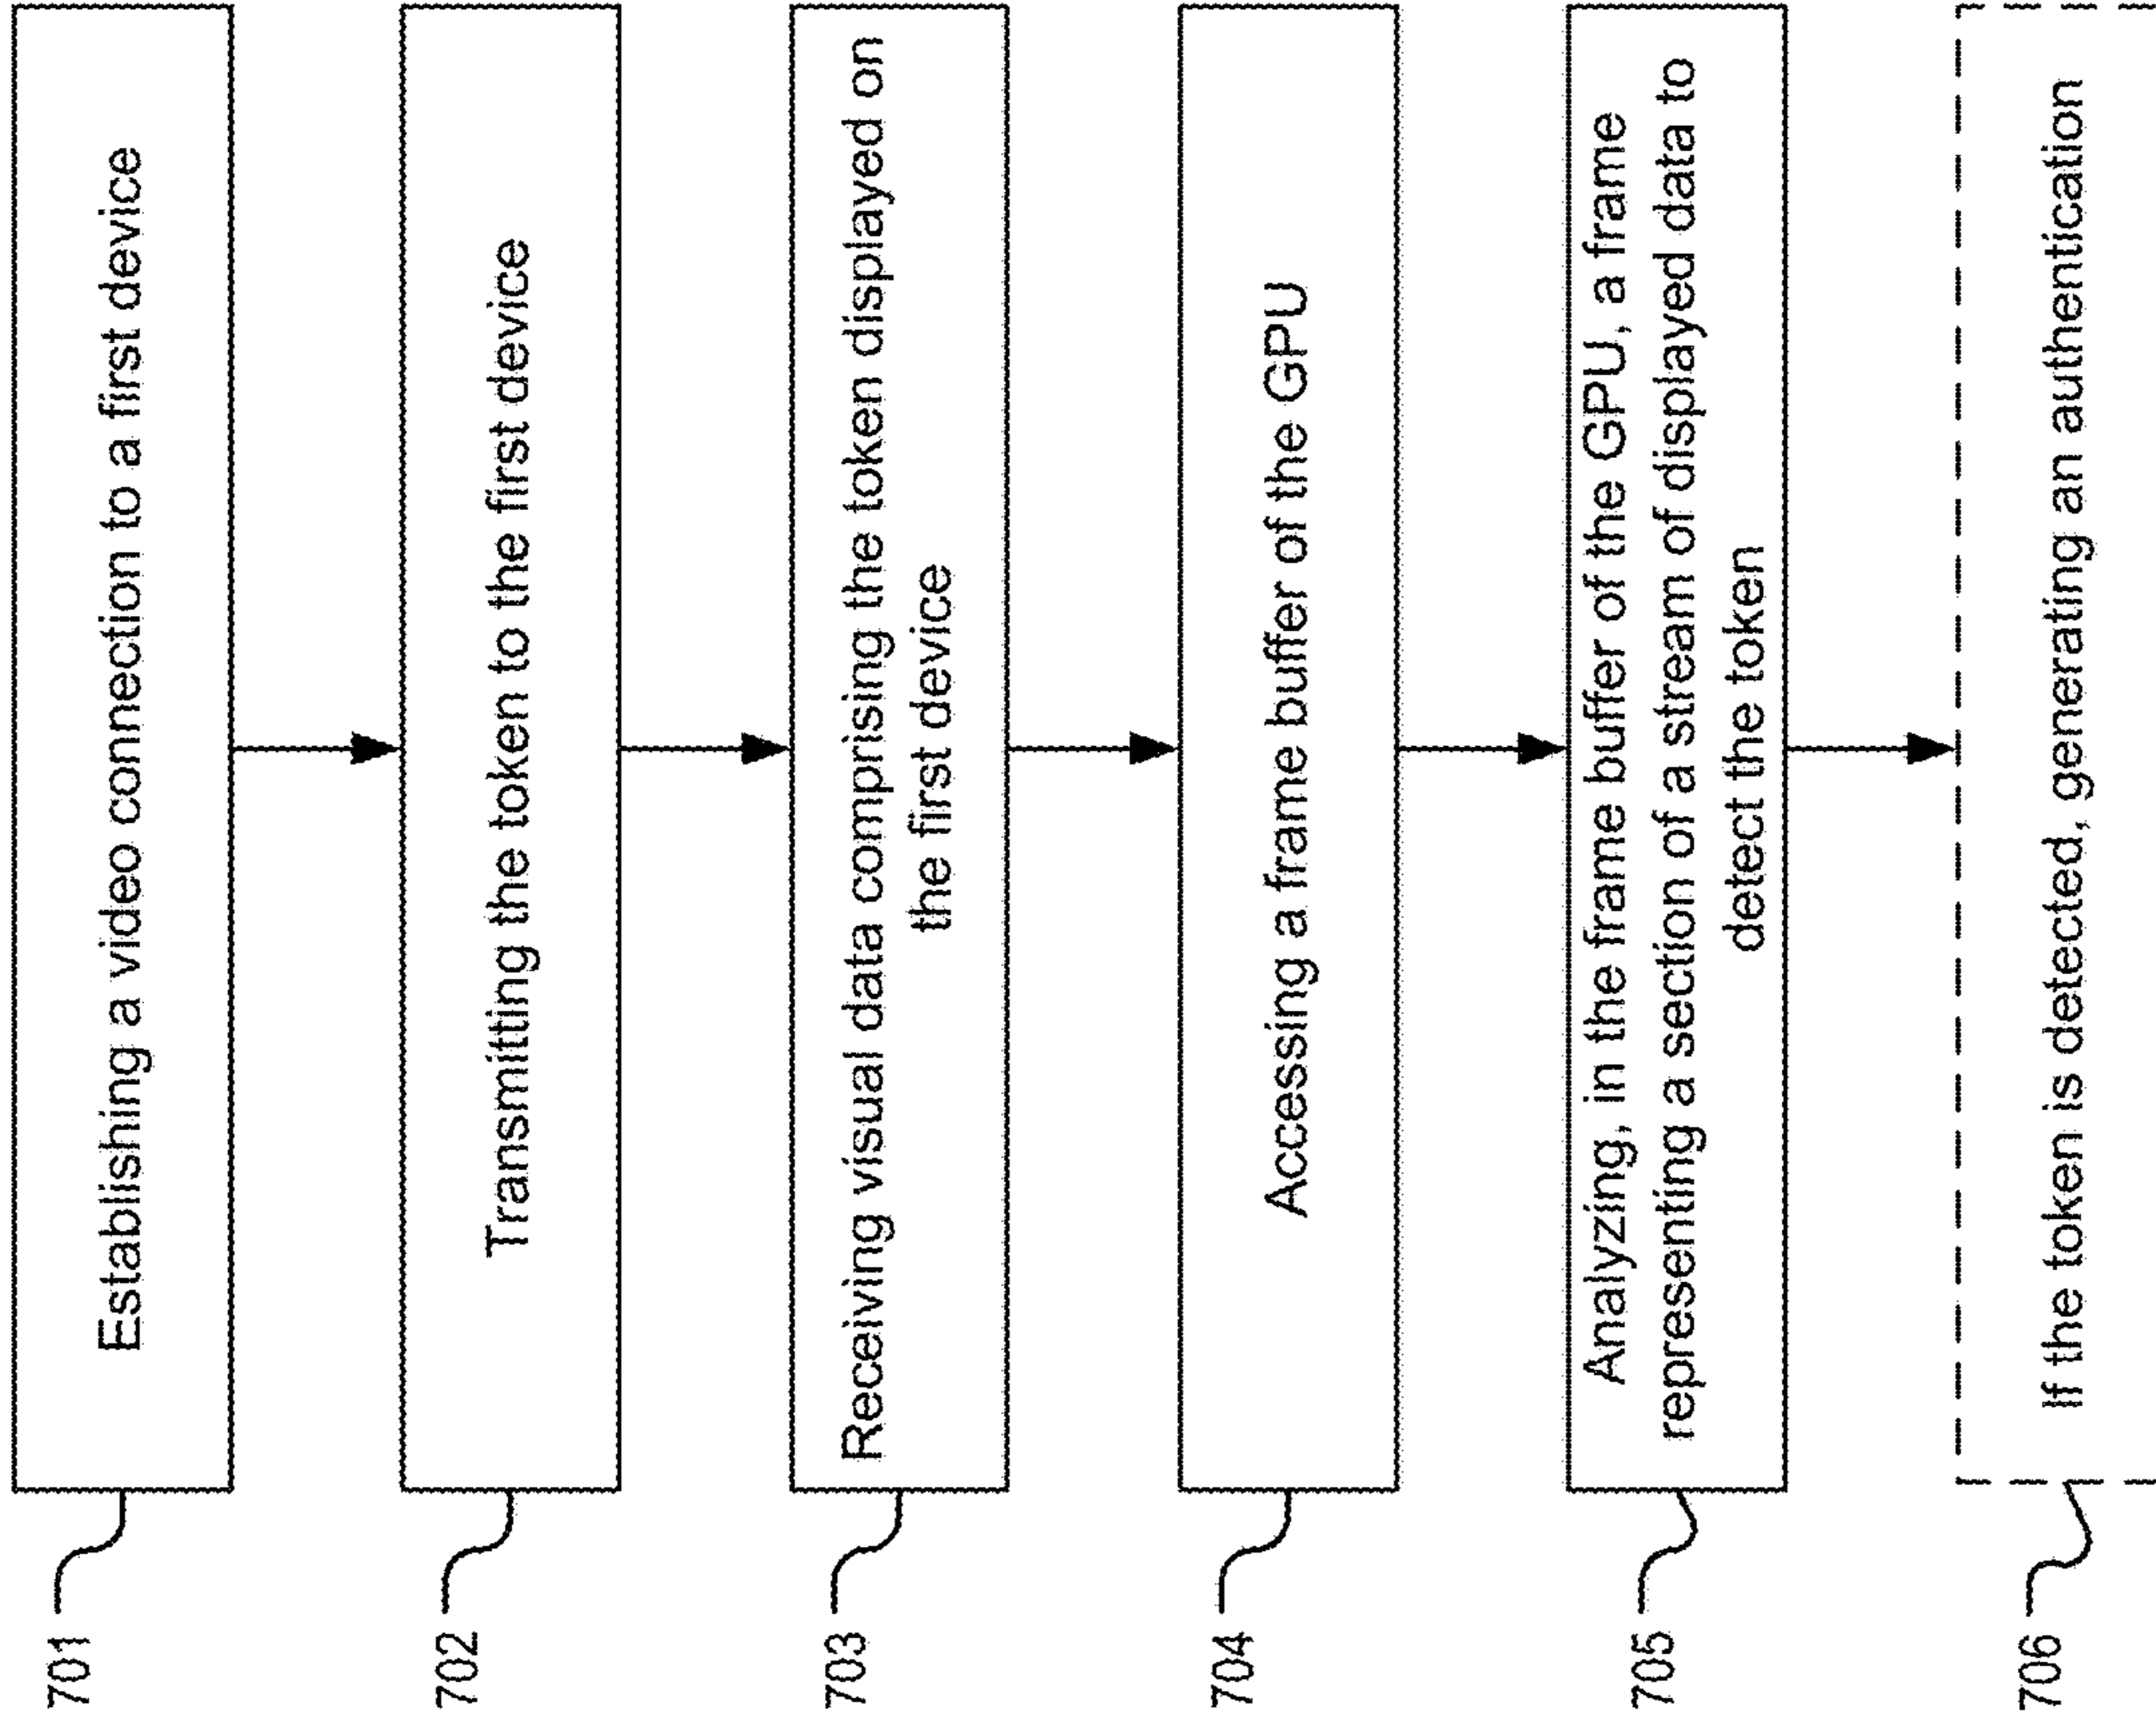 701
Establishing a video connection to a first device
702
Transmitting the token to the first device
703
Receiving visual data comprising the token displayed on
the first device
704
Accessing a frame buffer of the GPU
705
Analyzing, in the frame buffer of the GPU, a frame
representing a section of a stream of displayed data to
detect the token
706
If the token is detected, generating an authentication